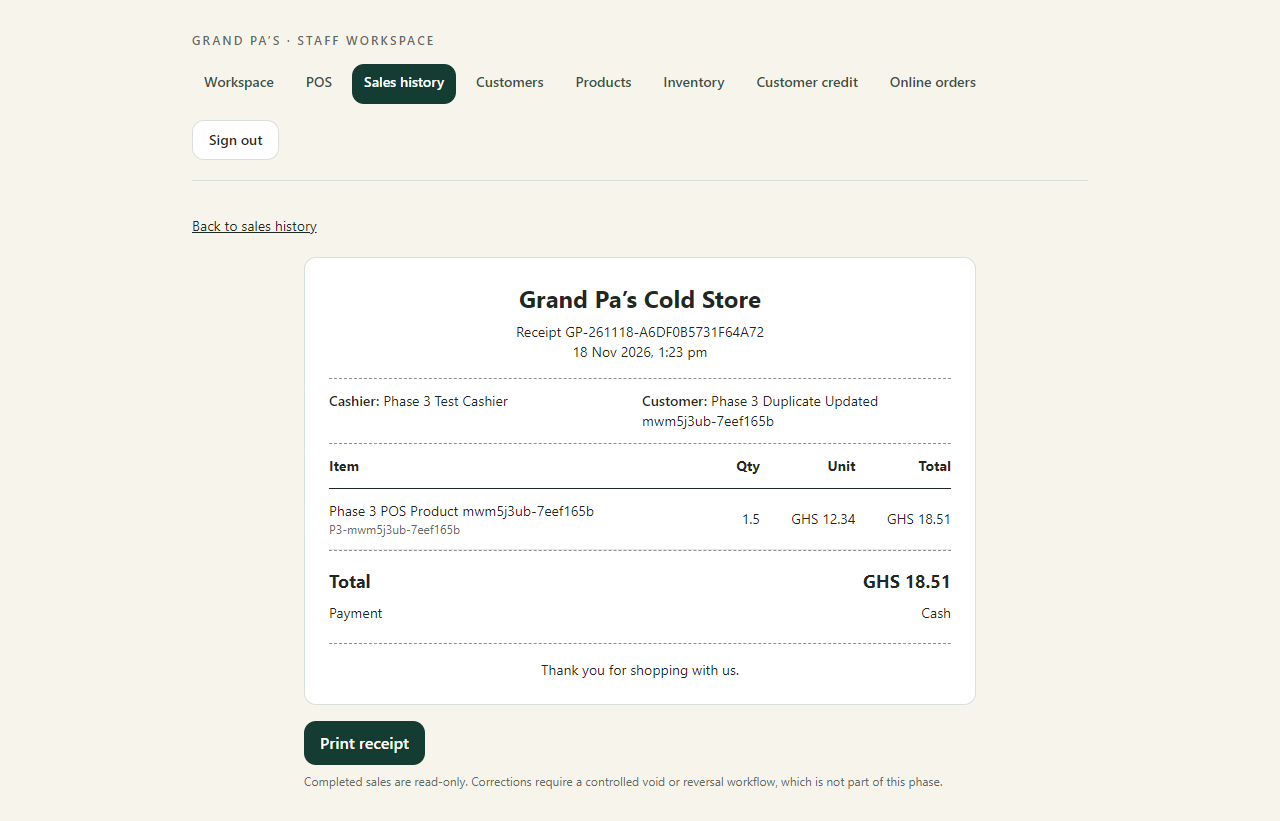 GRAND PA'S · STAFF WORKSPACE
Workspace POS Sales history Customers Products Inventory Customer credit Online orders
Sign out
Back to sales history
Grand Pa’s Cold Store
Receipt GP-261118-A6DF0B5731F64A72
18 Nov 2026, 1:23 pm
Cashier: Phase 3 Test Cashier
Customer: Phase 3 Duplicate Updated
mwm5j3ub-7eef165b
Item Qty Unit Total
Phase 3 POS Product mwm5j3ub-7eef165b 1.5 GHS 12.34 GHS 18.51
P3-mwm5j3ub-7eef165b
Total GHS 18.51
Payment Cash
Thank you for shopping with us.
Print receipt
Completed sales are read-only. Corrections require a controlled void or reversal workflow, which is not part of this phase.